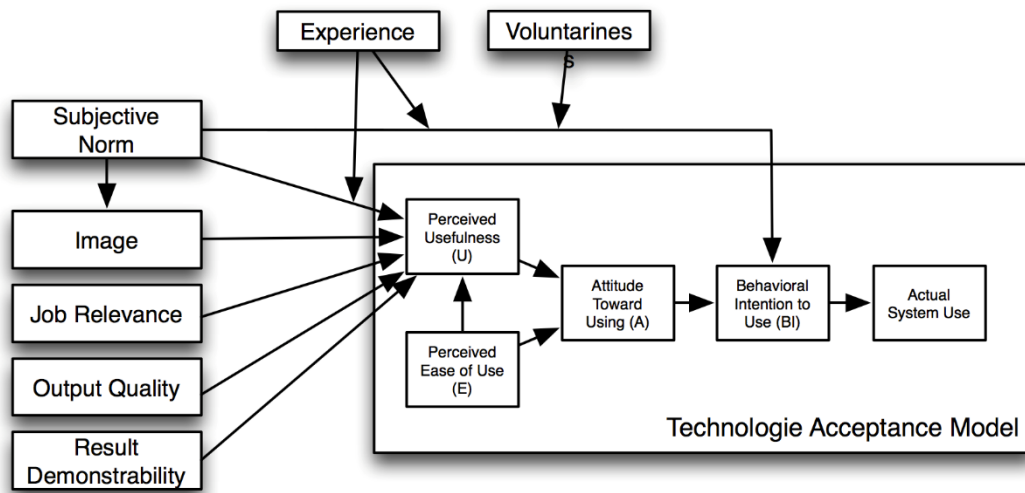 Experience
Voluntarines
s
Subjective
Norm
Image
Job Relevance
Output Quality
Result
Demonstrability
Perceived
Usefulness
(U)
Perceived
Ease of Use
(E)
Attitude
Toward
Using (A)
Behavioral
Intention to
Use (BI)
Actual
System Use
Technologie Acceptance Model